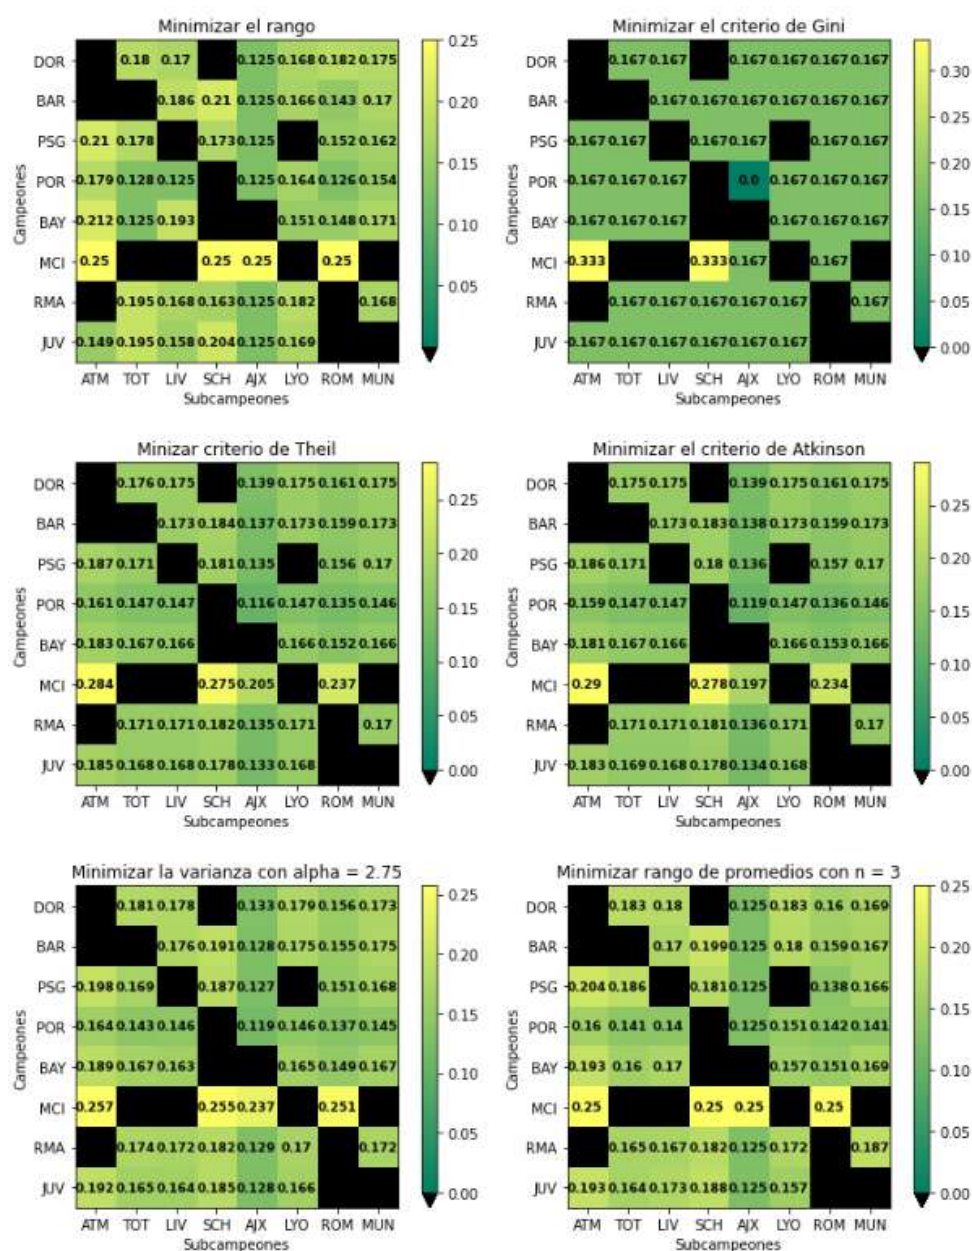 Minimizar el rango
DOR 0.18 0.17 0.125 0.168 0.182 0.175
BAR 0.186 0.21 0.125 0.166 0.143 0.17
PSG 0.21 0.178 0.173 0.125 0.152 0.162
POR 0.179 0.128 0.125 0.125 0.164 0.126 0.154
BAY 0.212 0.125 0.193 0.151 0.148 0.171
MCI 0.25 0.25 0.25 0.25
RMA 0.195 0.168 0.163 0.125 0.182 0.168
JUV 0.149 0.195 0.158 0.204 0.125 0.169
ATM TOT LIV SCH AJX LYO ROM MUN
Subcampeones
Campeones
0.25
0.20
0.15
0.10
0.05
Minimizar el criterio de Gini
DOR 0.167 0.167 0.167 0.167 0.167 0.167
BAR 0.167 0.167 0.167 0.167 0.167 0.167
PSG 0.167 0.167 0.167 0.167 0.167 0.167
POR 0.167 0.167 0.167 0.0 0.167 0.167 0.167
BAY 0.167 0.167 0.167 0.167 0.167 0.167
MCI 0.333 0.333 0.167 0.167
RMA 0.167 0.167 0.167 0.167 0.167 0.167
JUV 0.167 0.167 0.167 0.167 0.167 0.167
ATM TOT LIV SCH AJX LYO ROM MUN
Subcampeones
Campeones
0.30
0.25
0.20
0.15
0.10
0.05
0.00
Minizar criterio de Theil
DOR 0.176 0.175 0.139 0.175 0.161 0.175
BAR 0.173 0.184 0.137 0.173 0.159 0.173
PSG 0.187 0.171 0.181 0.135 0.156 0.17
POR 0.161 0.147 0.147 0.116 0.147 0.135 0.146
BAY 0.183 0.167 0.166 0.166 0.152 0.166
MCI 0.284 0.275 0.205 0.237
RMA 0.171 0.171 0.182 0.135 0.171 0.17
JUV 0.185 0.168 0.168 0.178 0.133 0.168
ATM TOT LIV SCH AJX LYO ROM MUN
Subcampeones
Campeones
0.25
0.20
0.15
0.10
0.05
0.00
Minimizar el criterio de Atkinson
DOR 0.175 0.175 0.139 0.175 0.161 0.175
BAR 0.173 0.183 0.138 0.173 0.159 0.173
PSG 0.186 0.171 0.18 0.136 0.157 0.17
POR 0.159 0.147 0.147 0.119 0.147 0.136 0.146
BAY 0.181 0.167 0.166 0.166 0.153 0.166
MCI 0.29 0.278 0.197 0.234
RMA 0.171 0.171 0.181 0.136 0.171 0.17
JUV 0.183 0.169 0.168 0.178 0.134 0.168
ATM TOT LIV SCH AJX LYO ROM MUN
Subcampeones
Campeones
0.25
0.20
0.15
0.10
0.05
0.00
Minimizar la varianza con alpha = 2.75
DOR 0.181 0.178 0.133 0.179 0.156 0.173
BAR 0.176 0.191 0.128 0.175 0.155 0.175
PSG 0.198 0.169 0.187 0.127 0.151 0.168
POR 0.164 0.143 0.146 0.119 0.146 0.137 0.145
BAY 0.189 0.167 0.163 0.165 0.149 0.167
MCI 0.257 0.255 0.237 0.251
RMA 0.174 0.172 0.182 0.129 0.17 0.172
JUV 0.192 0.165 0.164 0.185 0.128 0.166
ATM TOT LIV SCH AJX LYO ROM MUN
Subcampeones
Campeones
0.25
0.20
0.15
0.10
0.05
0.00
Minimizar rango de promedios con n = 3
DOR 0.183 0.18 0.125 0.183 0.16 0.169
BAR 0.17 0.199 0.125 0.18 0.159 0.167
PSG 0.204 0.186 0.181 0.125 0.138 0.166
POR 0.16 0.141 0.14 0.125 0.151 0.142 0.141
BAY 0.193 0.16 0.17 0.157 0.151 0.169
MCI 0.25 0.25 0.25 0.25
RMA 0.165 0.167 0.182 0.125 0.172 0.187
JUV 0.193 0.164 0.173 0.188 0.125 0.157
ATM TOT LIV SCH AJX LYO ROM MUN
Subcampeones
Campeones
0.25
0.20
0.15
0.10
0.05
0.00